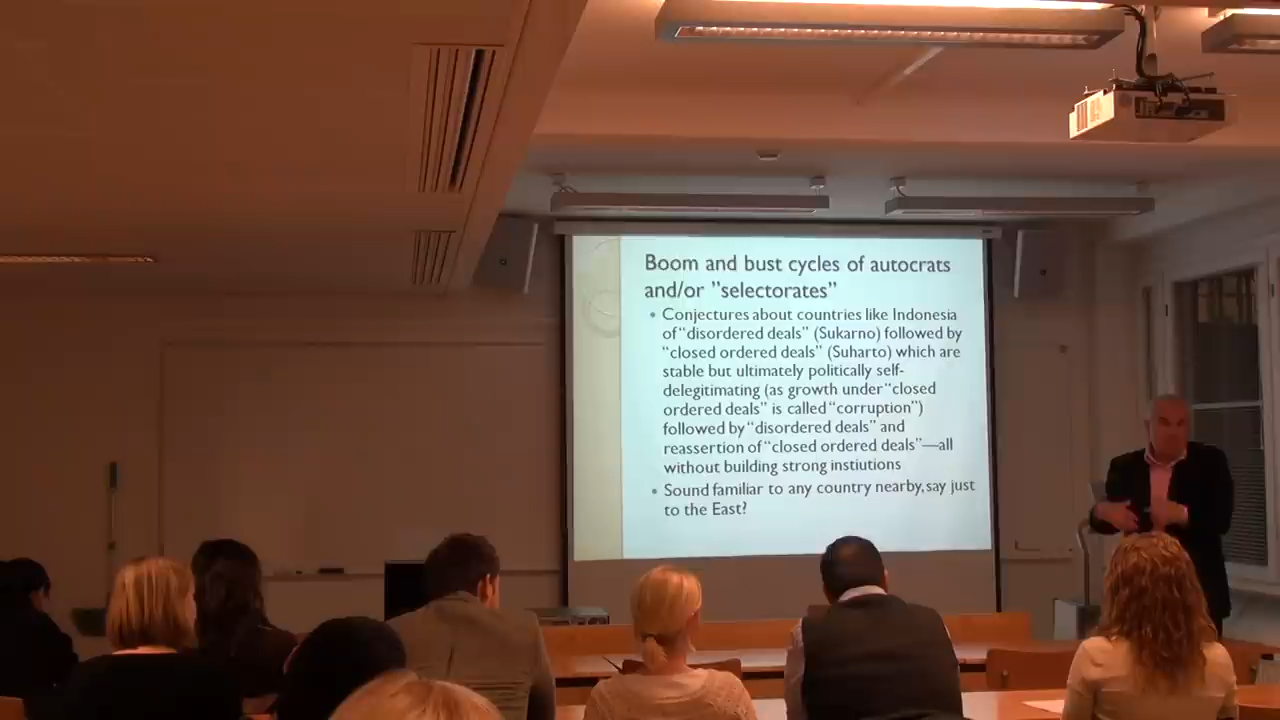 Boom and bust cycles of autocrats
and/or ”selectorates”
• Conjectures about countries like Indonesia
of “disordered deals” (Sukarno) followed by
“closed ordered deals” (Suharto) which are
stable but ultimately politically self-
delegitimating (as growth under “closed
ordered deals” is called “corruption”)
followed by “disordered deals” and
reassertion of “closed ordered deals”—all
without building strong instiutions
• Sound familiar to any country nearby, say just
to the East?